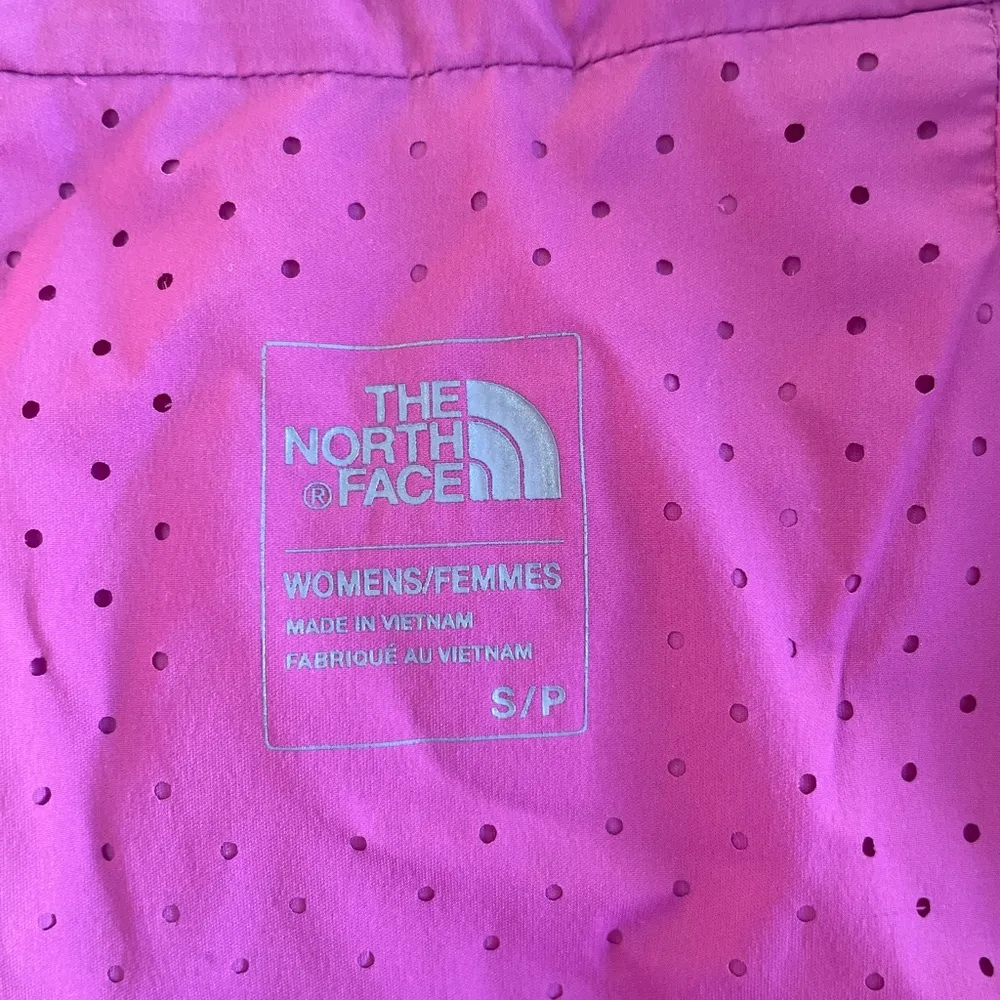 THE
NORTH
® FACE
WOMENS/FEMMES
MADE IN VIETNAM
FABRIQUÉ AU VIETNAM
S/P